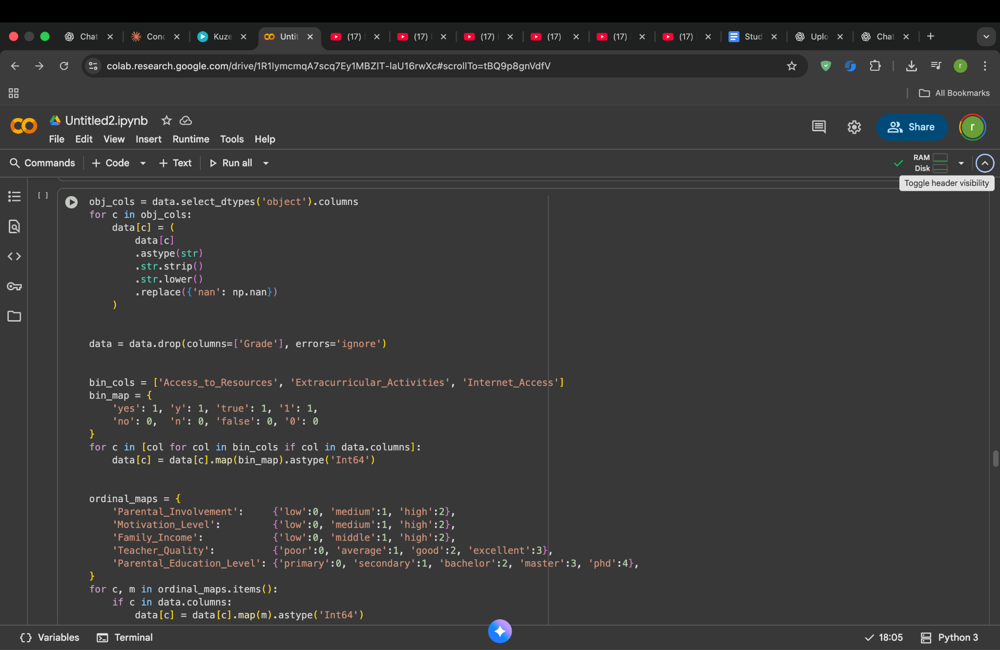 Chat
Conc
Kuze
Untit
(17)
(17)
(17)
(17)
(17)
(17)
Stud
Uplo
Chat
colab.research.google.com/drive/1R1lymcmqA7scq7Ey1MBZIT-laU16rwXc#scrollTo=tBQ9p8gnVdfV
r
All Bookmarks
Untitled2.ipynb
File Edit View Insert Runtime Tools Help
Share
r
Commands + Code + Text Run all
RAM
Disk
Toggle header visibility
[ ]
obj_cols = data.select_dtypes('object').columns
for c in obj_cols:
    data[c] = (
        data[c]
        .astype(str)
        .str.strip()
        .str.lower()
        .replace({'nan': np.nan})
    )
data = data.drop(columns=['Grade'], errors='ignore')
bin_cols = ['Access_to_Resources', 'Extracurricular_Activities', 'Internet_Access']
bin_map = {
    'yes': 1, 'y': 1, 'true': 1, '1': 1,
    'no': 0,  'n': 0, 'false': 0, '0': 0
}
for c in [col for col in bin_cols if col in data.columns]:
    data[c] = data[c].map(bin_map).astype('Int64')
ordinal_maps = {
    'Parental_Involvement':     {'low':0, 'medium':1, 'high':2},
    'Motivation_Level':         {'low':0, 'medium':1, 'high':2},
    'Family_Income':            {'low':0, 'middle':1, 'high':2},
    'Teacher_Quality':          {'poor':0, 'average':1, 'good':2, 'excellent':3},
    'Parental_Education_Level': {'primary':0, 'secondary':1, 'bachelor':2, 'master':3, 'phd':4},
}
for c, m in ordinal_maps.items():
    if c in data.columns:
        data[c] = data[c].map(m).astype('Int64')
{} Variables Terminal
18:05 Python 3